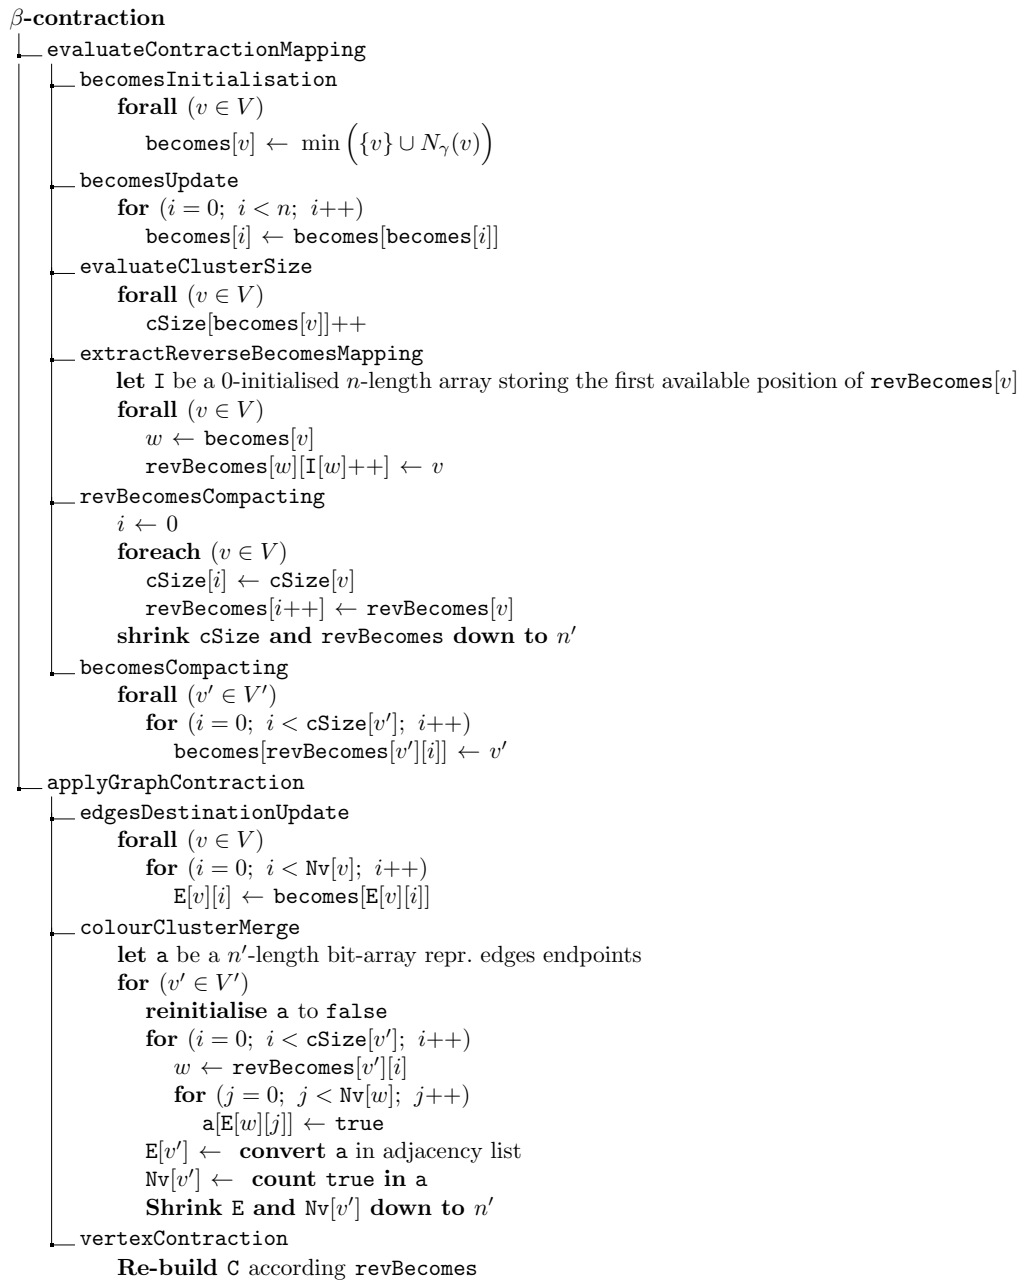 β-contraction
evaluateContractionMapping
becomesInitialisation
forall (v ∈ V)
becomes[v] ← min ({v} ∪ Nγ(v))
becomesUpdate
for (i = 0; i < n; i++)
becomes[i] ← becomes[becomes[i]]
evaluateClusterSize
forall (v ∈ V)
cSize[becomes[v]]++
extractReverseBecomesMapping
let I be a 0-initialised n-length array storing the first available position of revBecomes[v]
forall (v ∈ V)
w ← becomes[v]
revBecomes[w][I[w]++] ← v
revBecomesCompacting
i ← 0
foreach (v ∈ V)
cSize[i] ← cSize[v]
revBecomes[i++] ← revBecomes[v]
shrink cSize and revBecomes down to n′
becomesCompacting
forall (v′ ∈ V′)
for (i = 0; i < cSize[v′]; i++)
becomes[revBecomes[v′][i]] ← v′
applyGraphContraction
edgesDestinationUpdate
forall (v ∈ V)
for (i = 0; i < Nv[v]; i++)
E[v][i] ← becomes[E[v][i]]
colourClusterMerge
let a be a n′-length bit-array repr. edges endpoints
for (v′ ∈ V′)
reinitialise a to false
for (i = 0; i < cSize[v′]; i++)
w ← revBecomes[v′][i]
for (j = 0; j < Nv[w]; j++)
a[E[w][j]] ← true
E[v′] ← convert a in adjacency list
Nv[v′] ← count true in a
Shrink E and Nv[v′] down to n′
vertexContraction
Re-build C according revBecomes